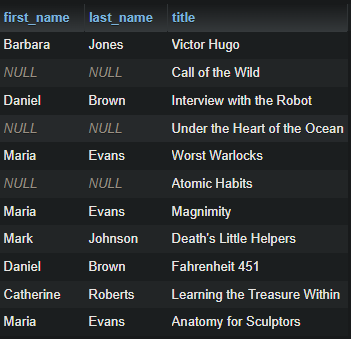 first_name last_name title
Barbara Jones Victor Hugo
NULL NULL Call of the Wild
Daniel Brown Interview with the Robot
NULL NULL Under the Heart of the Ocean
Maria Evans Worst Warlocks
NULL NULL Atomic Habits
Maria Evans Magnimity
Mark Johnson Death's Little Helpers
Daniel Brown Fahrenheit 451
Catherine Roberts Learning the Treasure Within
Maria Evans Anatomy for Sculptors